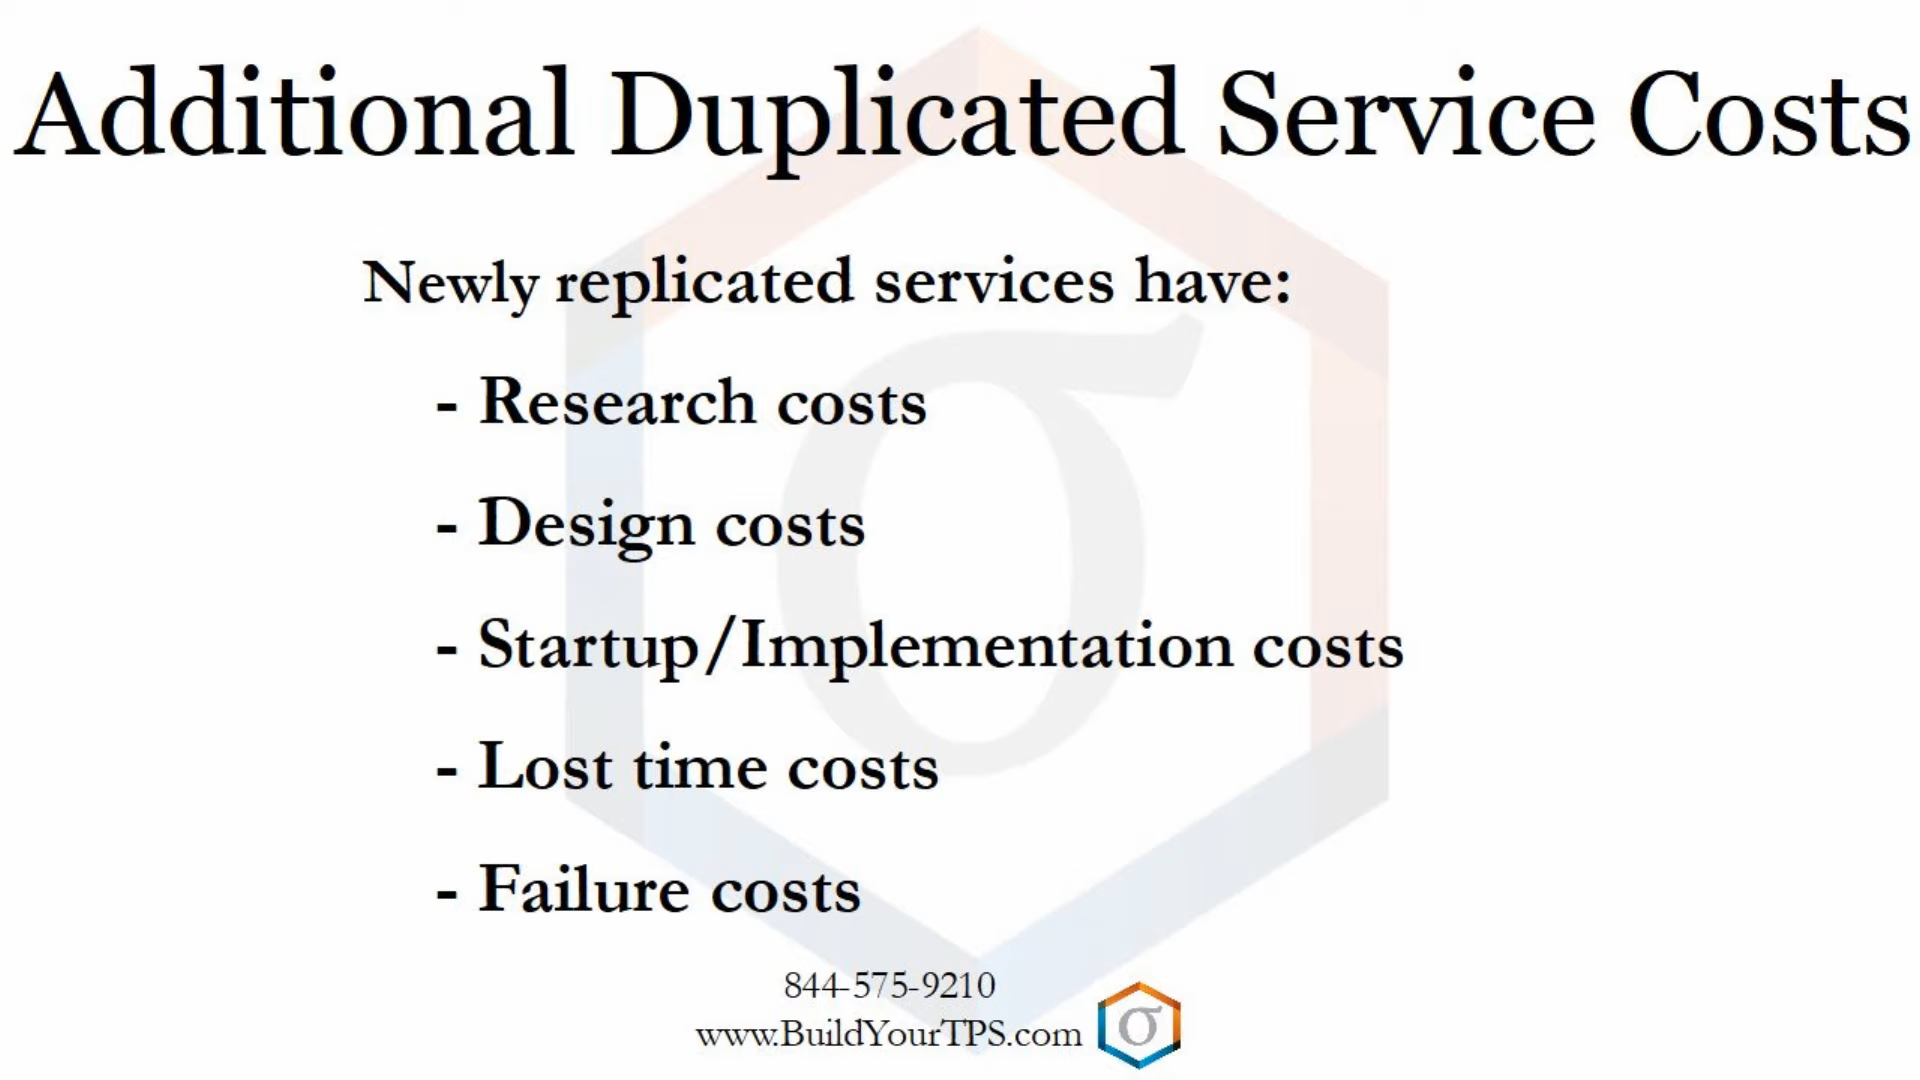 Additional Duplicated Service Costs
Newly replicated services have:
- Research costs
- Design costs
- Startup/Implementation costs
- Lost time costs
- Failure costs
844-575-9210
www.BuildYourTPS.com
σ